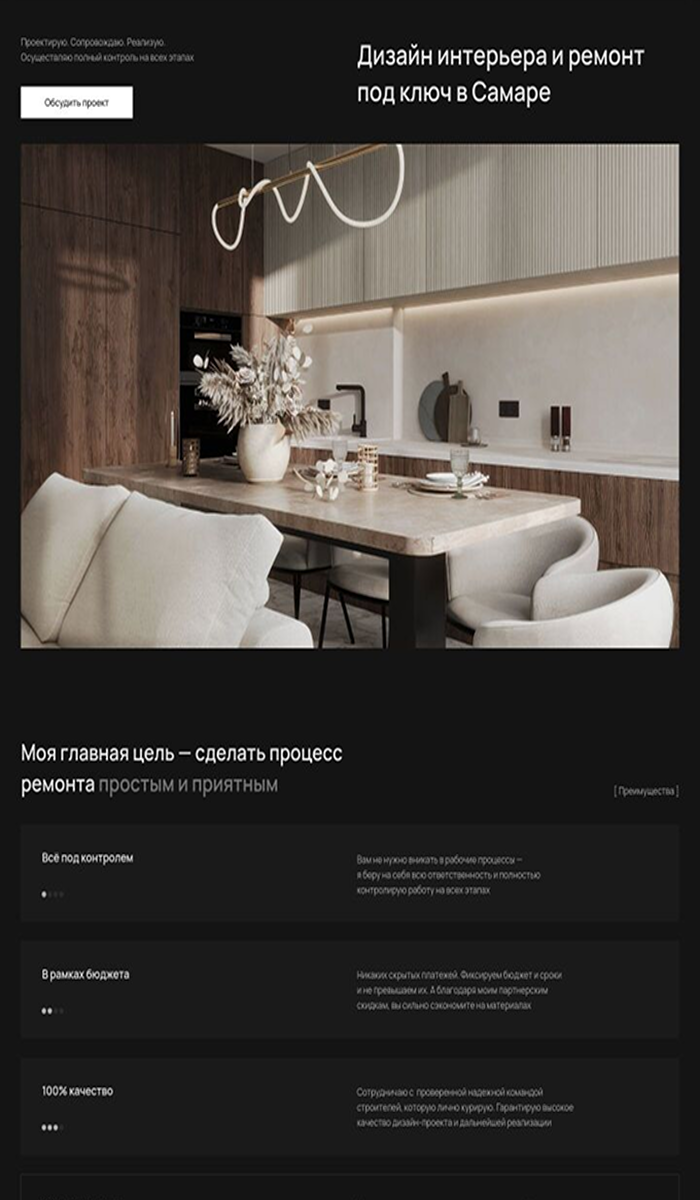 Проектирую. Сопровождаю. Реализую.
Осуществляю полный контроль на всех этапах
Обсудить проект
Дизайн интерьера и ремонт
под ключ в Самаре
Моя главная цель — сделать процесс
ремонта простым и приятным
[ Преимущества ]
Всё под контролем
Вам не нужно вникать в рабочие процессы —
я беру на себя всю ответственность и полностью
контролирую работу на всех этапах
В рамках бюджета
Никаких скрытых платежей. Фиксируем бюджет и сроки
и не превышаем их. А благодаря моим партнерским
скидкам, вы сильно сэкономите на материалах
100% качество
Сотрудничаю с проверенной надежной командой
строителей, которую лично курирую. Гарантирую высокое
качество дизайн-проекта и дальнейшей реализации